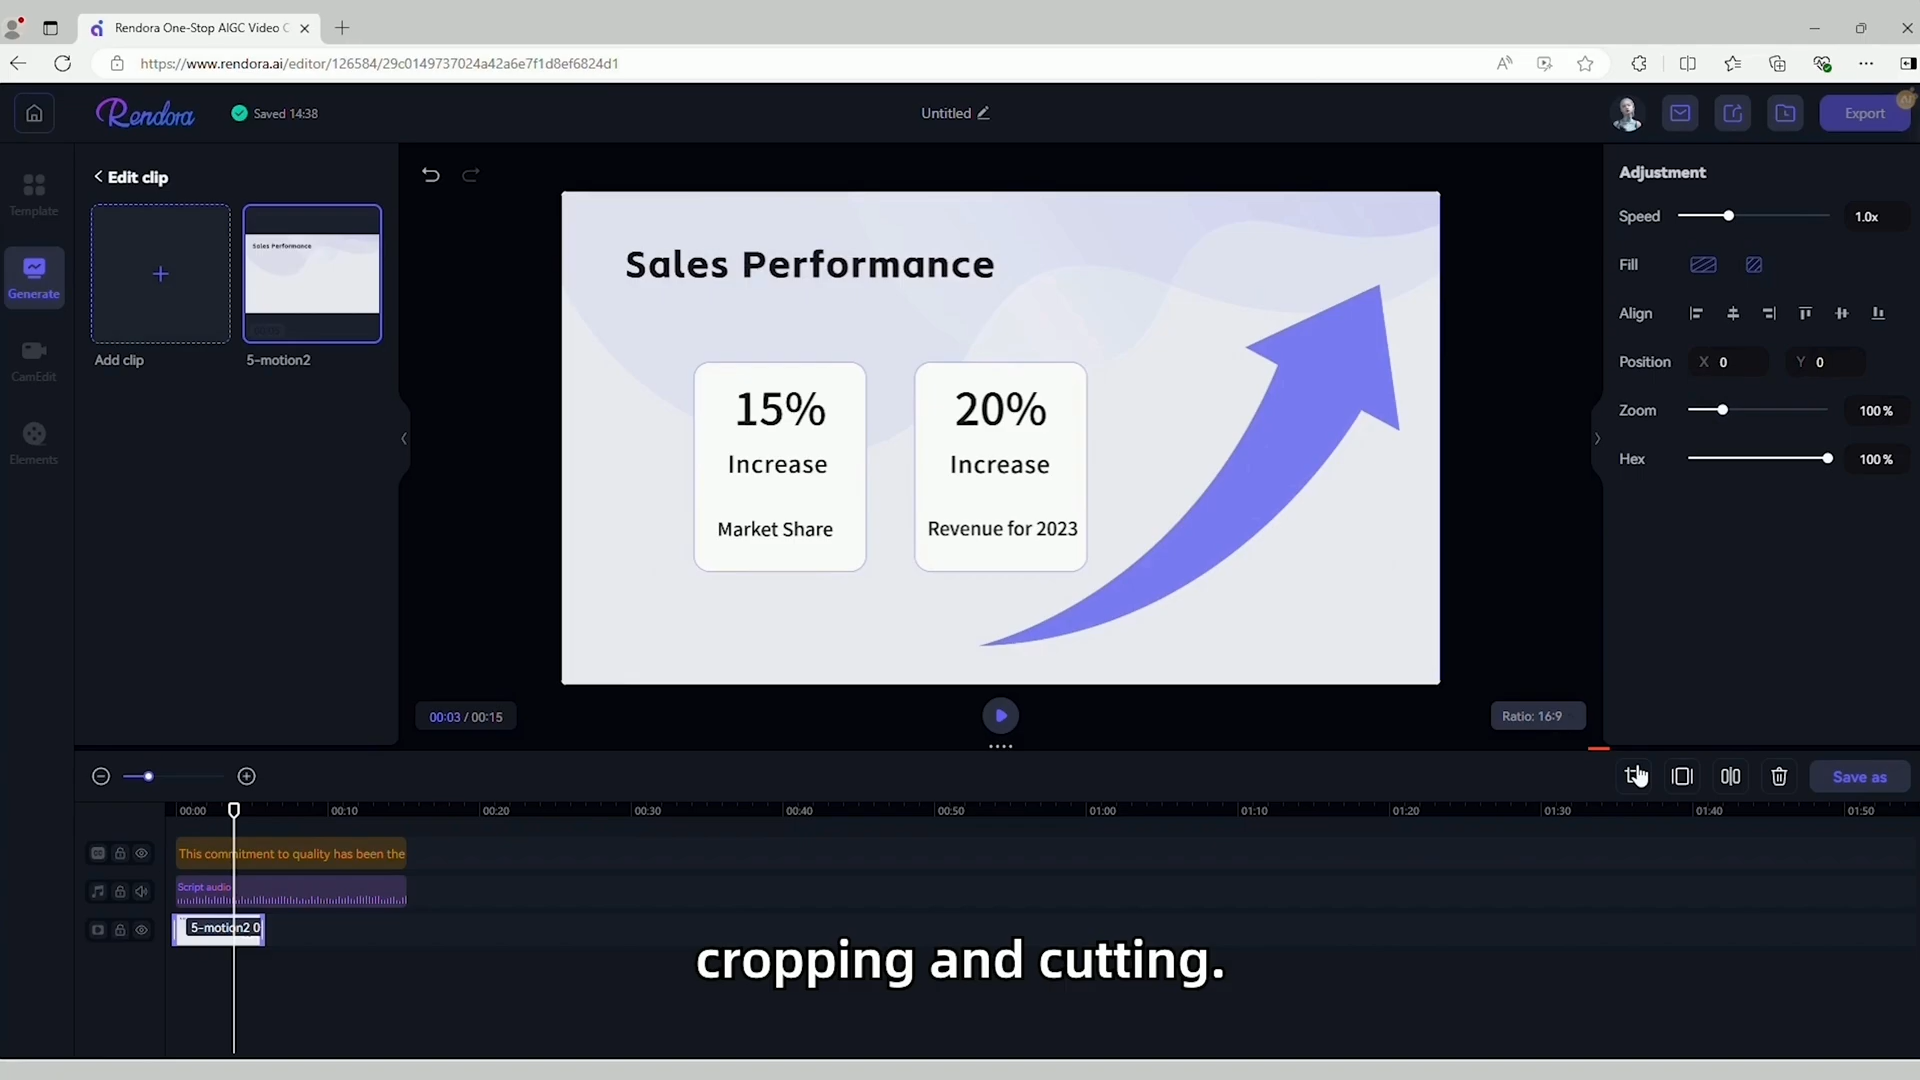 Rendora One-Stop AIGC Video C
https://www.rendora.ai/editor/126584/29c0149737024a42a6e7f1d8ef6824d1
Rendora
Saved 14:38
Untitled
Export
Template
Generate
CamEdit
Elements
Edit clip
Sales Performance
00:05
Add clip
5-motion2
Sales Performance
15%
Increase
Market Share
20%
Increase
Revenue for 2023
00:03 / 00:15
Ratio: 16:9
Adjustment
Speed
1.0x
Fill
Align
Position
X 0
Y 0
Zoom
100%
Hex
100%
Save as
00:00
00:10
00:20
00:30
00:40
00:50
01:00
01:10
01:20
01:30
01:40
01:50
This commitment to quality has been the
Script audio
5-motion2 0
cropping and cutting.